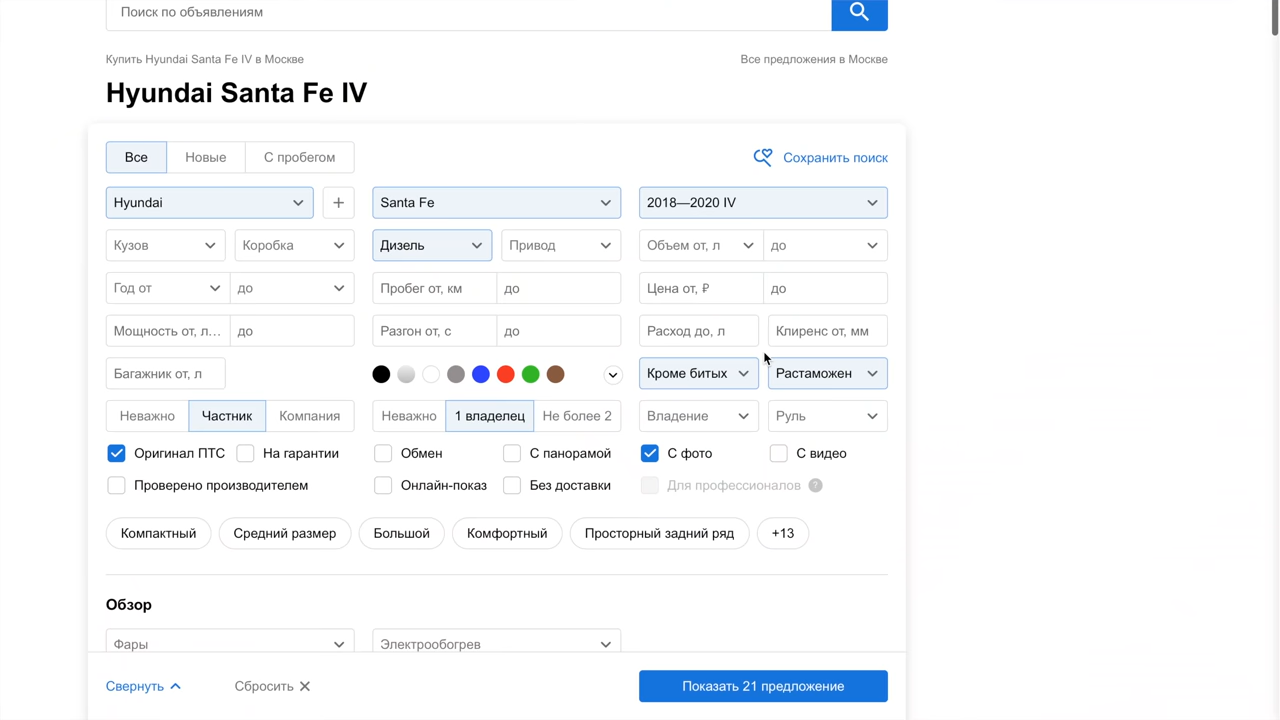 Поиск по объявлениям
Купить Hyundai Santa Fe IV в Москве Все предложения в Москве
Hyundai Santa Fe IV
Все Новые С пробегом Сохранить поиск
Hyundai + Santa Fe 2018—2020 IV
Кузов Коробка Дизель Привод Объем от, л до
Год от до Пробег от, км до Цена от, ₽ до
Мощность от, л… до Разгон от, с до Расход до, л Клиренс от, мм
Багажник от, л Кроме битых Растаможен
Неважно Частник Компания Неважно 1 владелец Не более 2 Владение Руль
Оригинал ПТС На гарантии Обмен С панорамой С фото С видео
Проверено производителем Онлайн-показ Без доставки Для профессионалов ?
Компактный Средний размер Большой Комфортный Просторный задний ряд +13
Обзор
Фары Электрообогрев
Свернуть Сбросить Показать 21 предложение